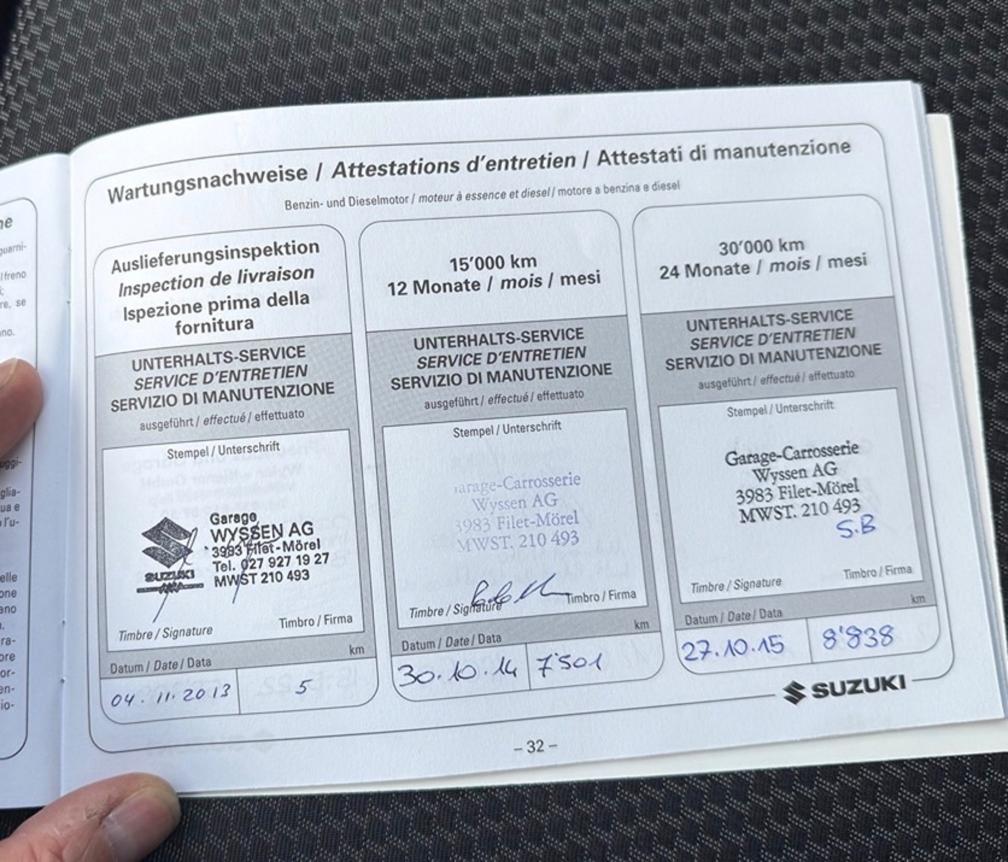 Wartungsnachweise / Attestations d'entretien / Attestati di manutenzione
Benzin- und Dieselmotor / moteur à essence et diesel / motore a benzina e diesel
Auslieferungsinspektion
Inspection de livraison
Ispezione prima della
fornitura
UNTERHALTS-SERVICE
SERVICE D'ENTRETIEN
SERVIZIO DI MANUTENZIONE
ausgeführt / effectué / effettuato
Stempel / Unterschrift
Garage
WYSSEN AG
3983 Filet-Mörel
Tel. 027 927 19 27
MWST 210 493
SUZUKI
Timbre / Signature
Timbro / Firma
km
Datum / Date / Data
04. 11. 2013
5
15'000 km
12 Monate / mois / mesi
UNTERHALTS-SERVICE
SERVICE D'ENTRETIEN
SERVIZIO DI MANUTENZIONE
ausgeführt / effectué / effettuato
Stempel / Unterschrift
Garage-Carrosserie
Wyssen AG
3983 Filet-Mörel
MWST. 210 493
Timbre / Signature
Timbro / Firma
km
Datum / Date / Data
30.10.14
7'501
30'000 km
24 Monate / mois / mesi
UNTERHALTS-SERVICE
SERVICE D'ENTRETIEN
SERVIZIO DI MANUTENZIONE
ausgeführt / effectué / effettuato
Stempel / Unterschrift
Garage-Carrosserie
Wyssen AG
3983 Filet-Mörel
MWST. 210 493
S.B
Timbre / Signature
Timbro / Firma
km
Datum / Date / Data
27.10.15
8'838
SUZUKI
– 32 –